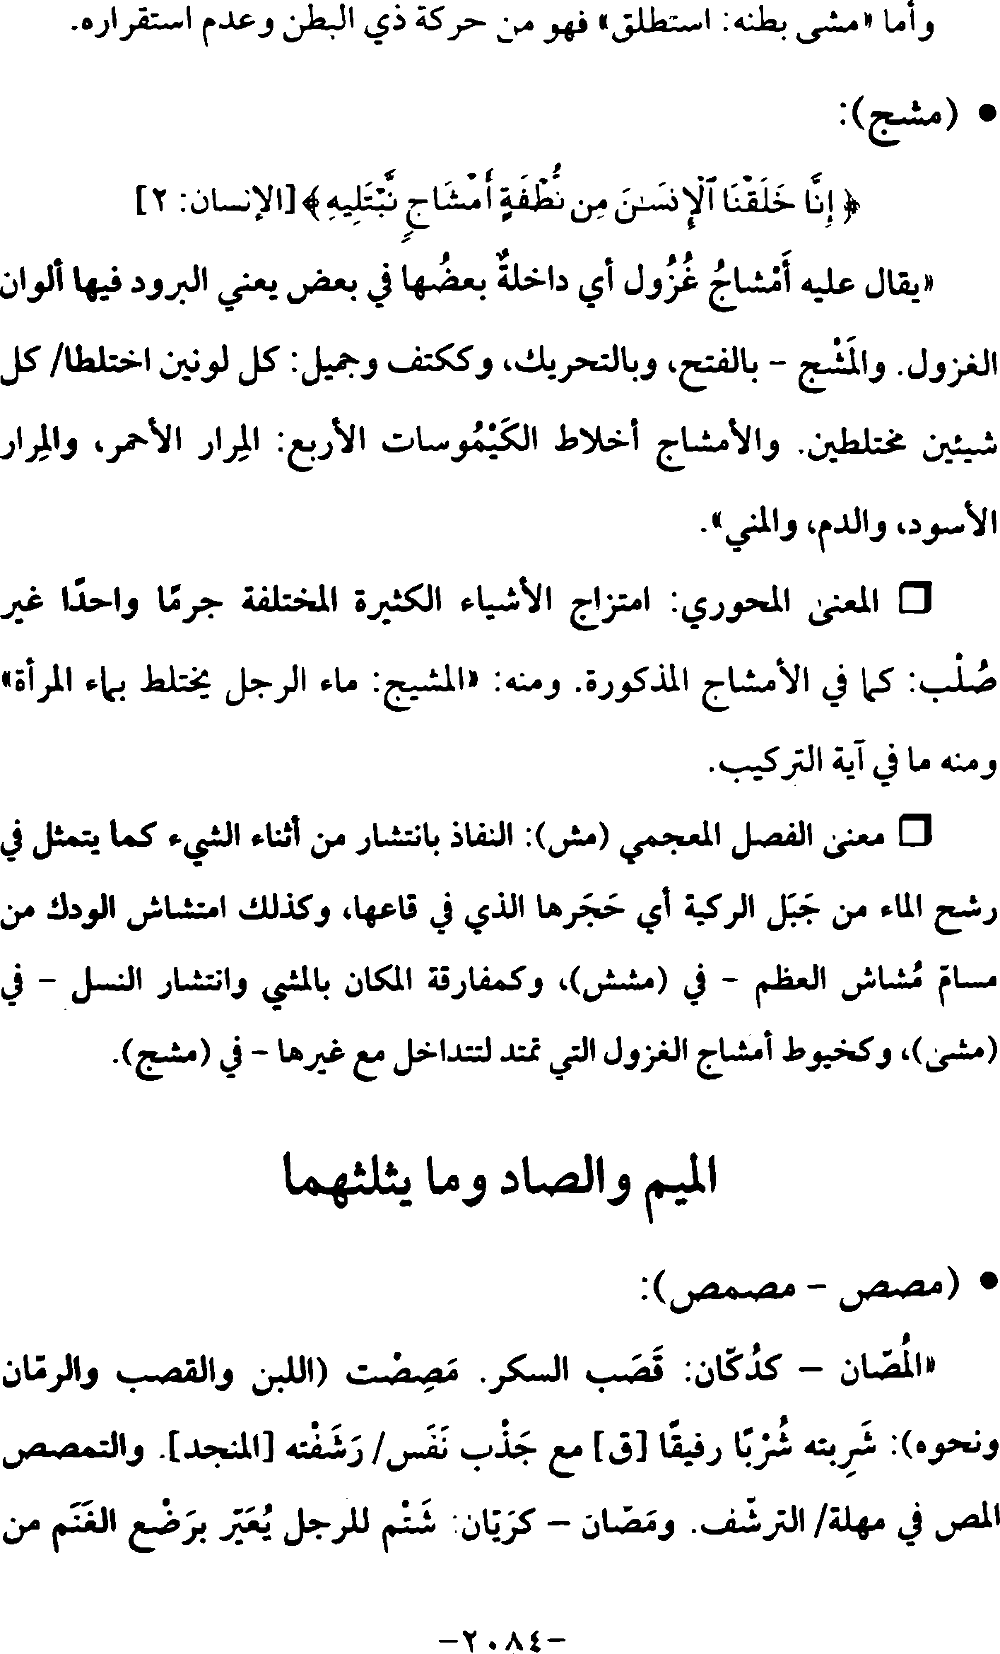 وأما «مشى بطنه: استطلق» فهو من حركة ذي البطن وعدم استقراره.
• (مشج):
﴿إِنَّا خَلَقْنَا ٱلْإِنسَـٰنَ مِن نُّطْفَةٍ أَمْشَاجٍ نَّبْتَلِيهِ﴾ [الإنسان: ٢]
«يقال عليه أَمْشاجُ غُزُول أي داخلةٌ بعضُها في بعض يعني البرود فيها ألوان
الغزول. والمَشْج - بالفتح، وبالتحريك، وككتف وجميل: كل لونين اختلطا/ كل
شيئين مختلطين. والأمشاج أخلاط الكَيْمُوسات الأربع: المِرار الأحمر، والمِرار
الأسود، والدم، والمني».
❒ المعنى المحوري: امتزاج الأشياء الكثيرة المختلفة جرمًا واحدًا غير
صُلْب: كما في الأمشاج المذكورة. ومنه: «المشيج: ماء الرجل يختلط بماء المرأة»
ومنه ما في آية التركيب.
❒ معنى الفصل المعجمي (مش): النفاذ بانتشار من أثناء الشيء كما يتمثل في
رشح الماء من جَبَل الركية أي حَجَرها الذي في قاعها، وكذلك امتشاش الودك من
مسامّ مُشاش العظم - في (مشش)، وكمفارقة المكان بالمشي وانتشار النسل - في
(مشى)، وكخيوط أمشاج الغزول التي تمتد لتتداخل مع غيرها - في (مشج).
الميم والصاد وما يثلثهما
• (مصص - مصمص):
«المُصّان – كدُكّان: قَصَب السكر. مَصِصْت (اللبن والقصب والرمّان
ونحوه): شَرِبته شُرْبًا رفيقًا [ق] مع جَذْب نَفَس/ رَشَفْته [المنجد]. والتمصص
المص في مهلة/ الترشّف. ومَصّان – كرَيّان: شَتْم للرجل يُعَيّر برَضْع الغَنَم من
-٢٠٨٤-